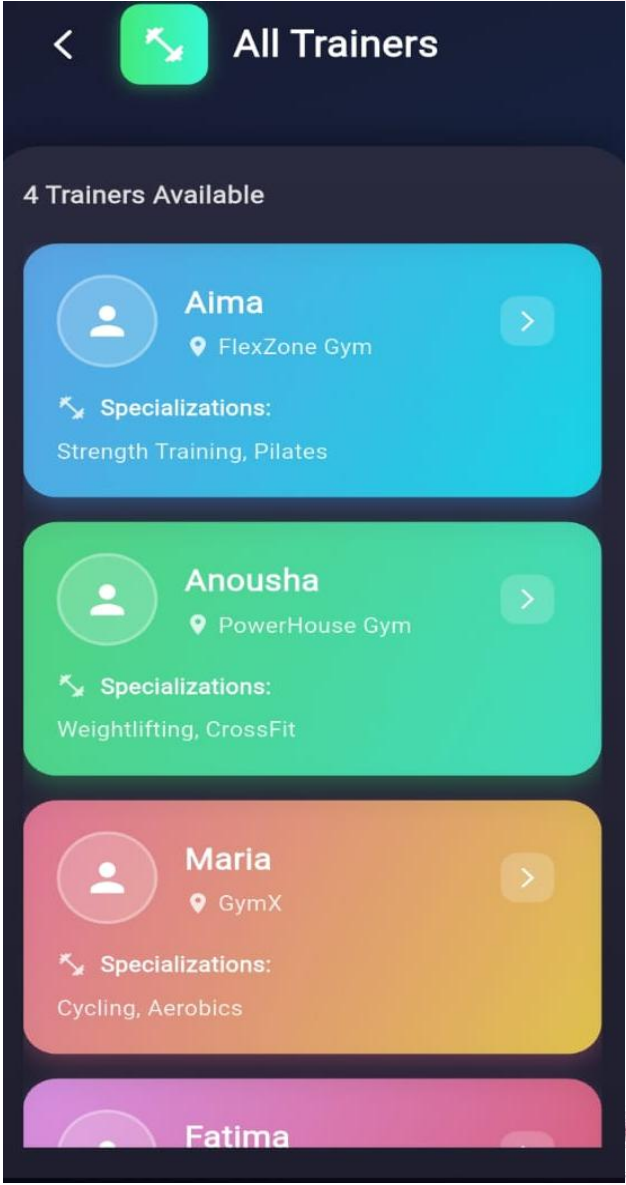 All Trainers
4 Trainers Available
Aima
FlexZone Gym
Specializations:
Strength Training, Pilates
Anousha
PowerHouse Gym
Specializations:
Weightlifting, CrossFit
Maria
GymX
Specializations:
Cycling, Aerobics
Fatima